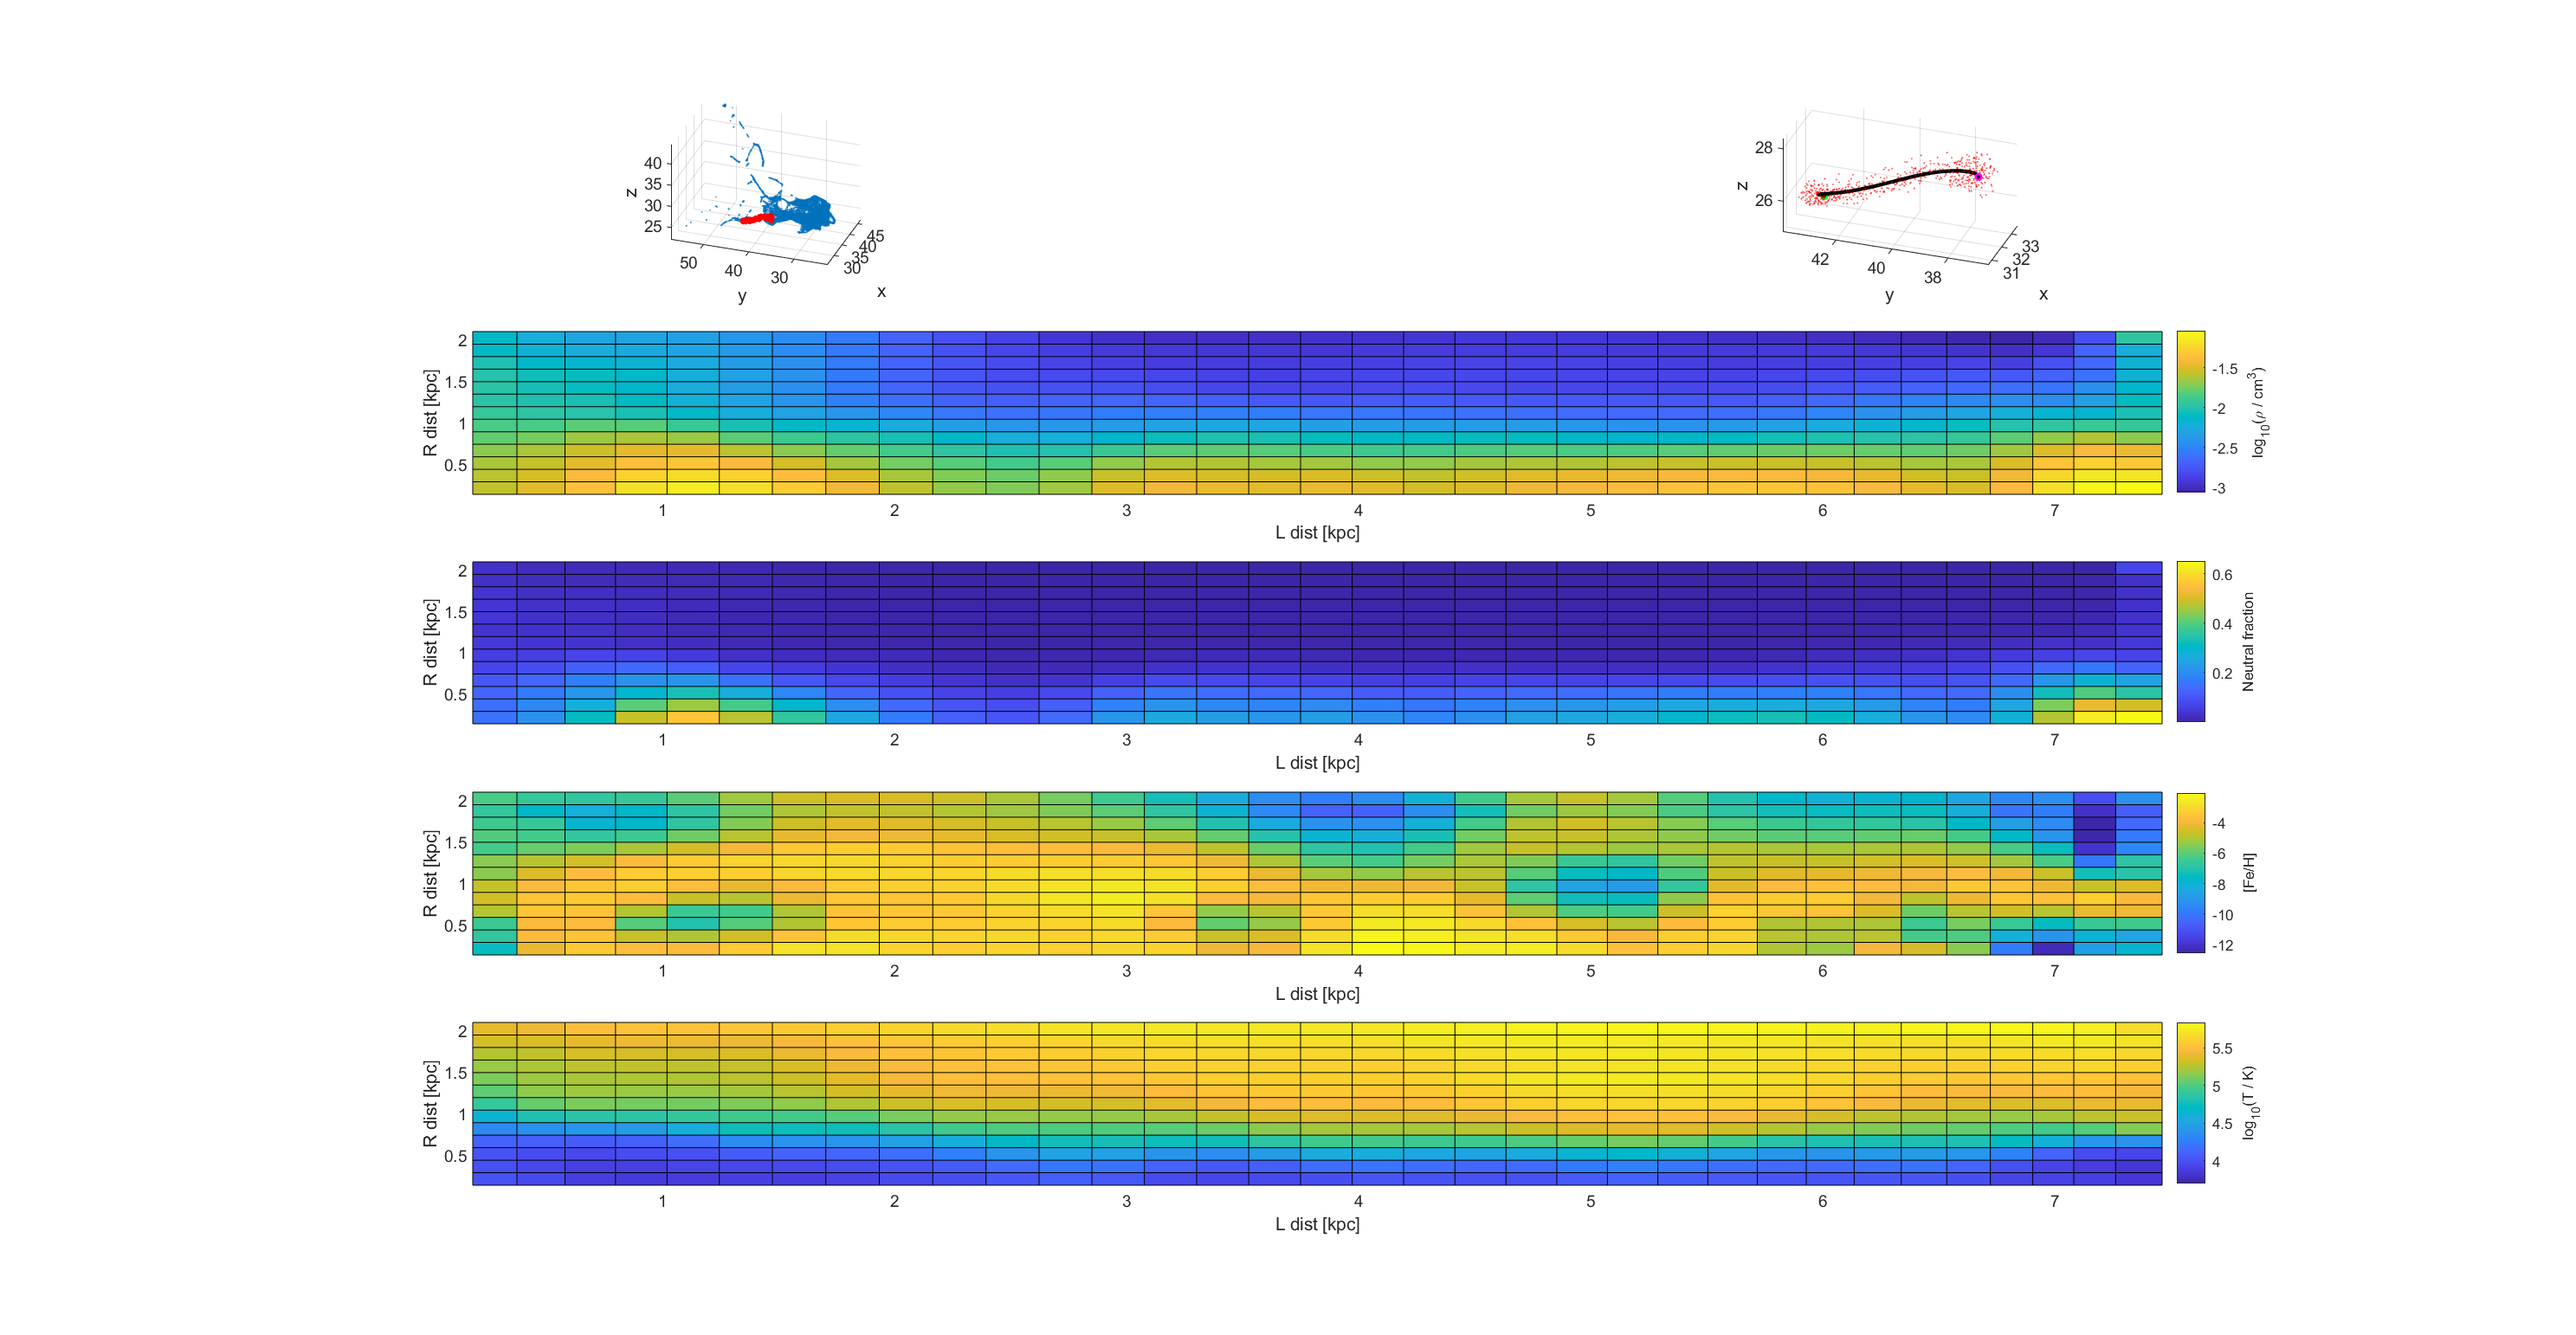 40
35
30
25
z
50
40
30
y
45
40
35
30
x
28
26
z
42
40
38
y
33
32
31
x
2
1.5
1
0.5
R dist [kpc]
1 2 3 4 5 6 7
L dist [kpc]
-1.5
-2
-2.5
-3
log10(ρ / cm3)
2
1.5
1
0.5
R dist [kpc]
1 2 3 4 5 6 7
L dist [kpc]
0.6
0.4
0.2
Neutral fraction
2
1.5
1
0.5
R dist [kpc]
1 2 3 4 5 6 7
L dist [kpc]
-4
-6
-8
-10
-12
[Fe/H]
2
1.5
1
0.5
R dist [kpc]
1 2 3 4 5 6 7
L dist [kpc]
5.5
5
4.5
4
log10(T / K)